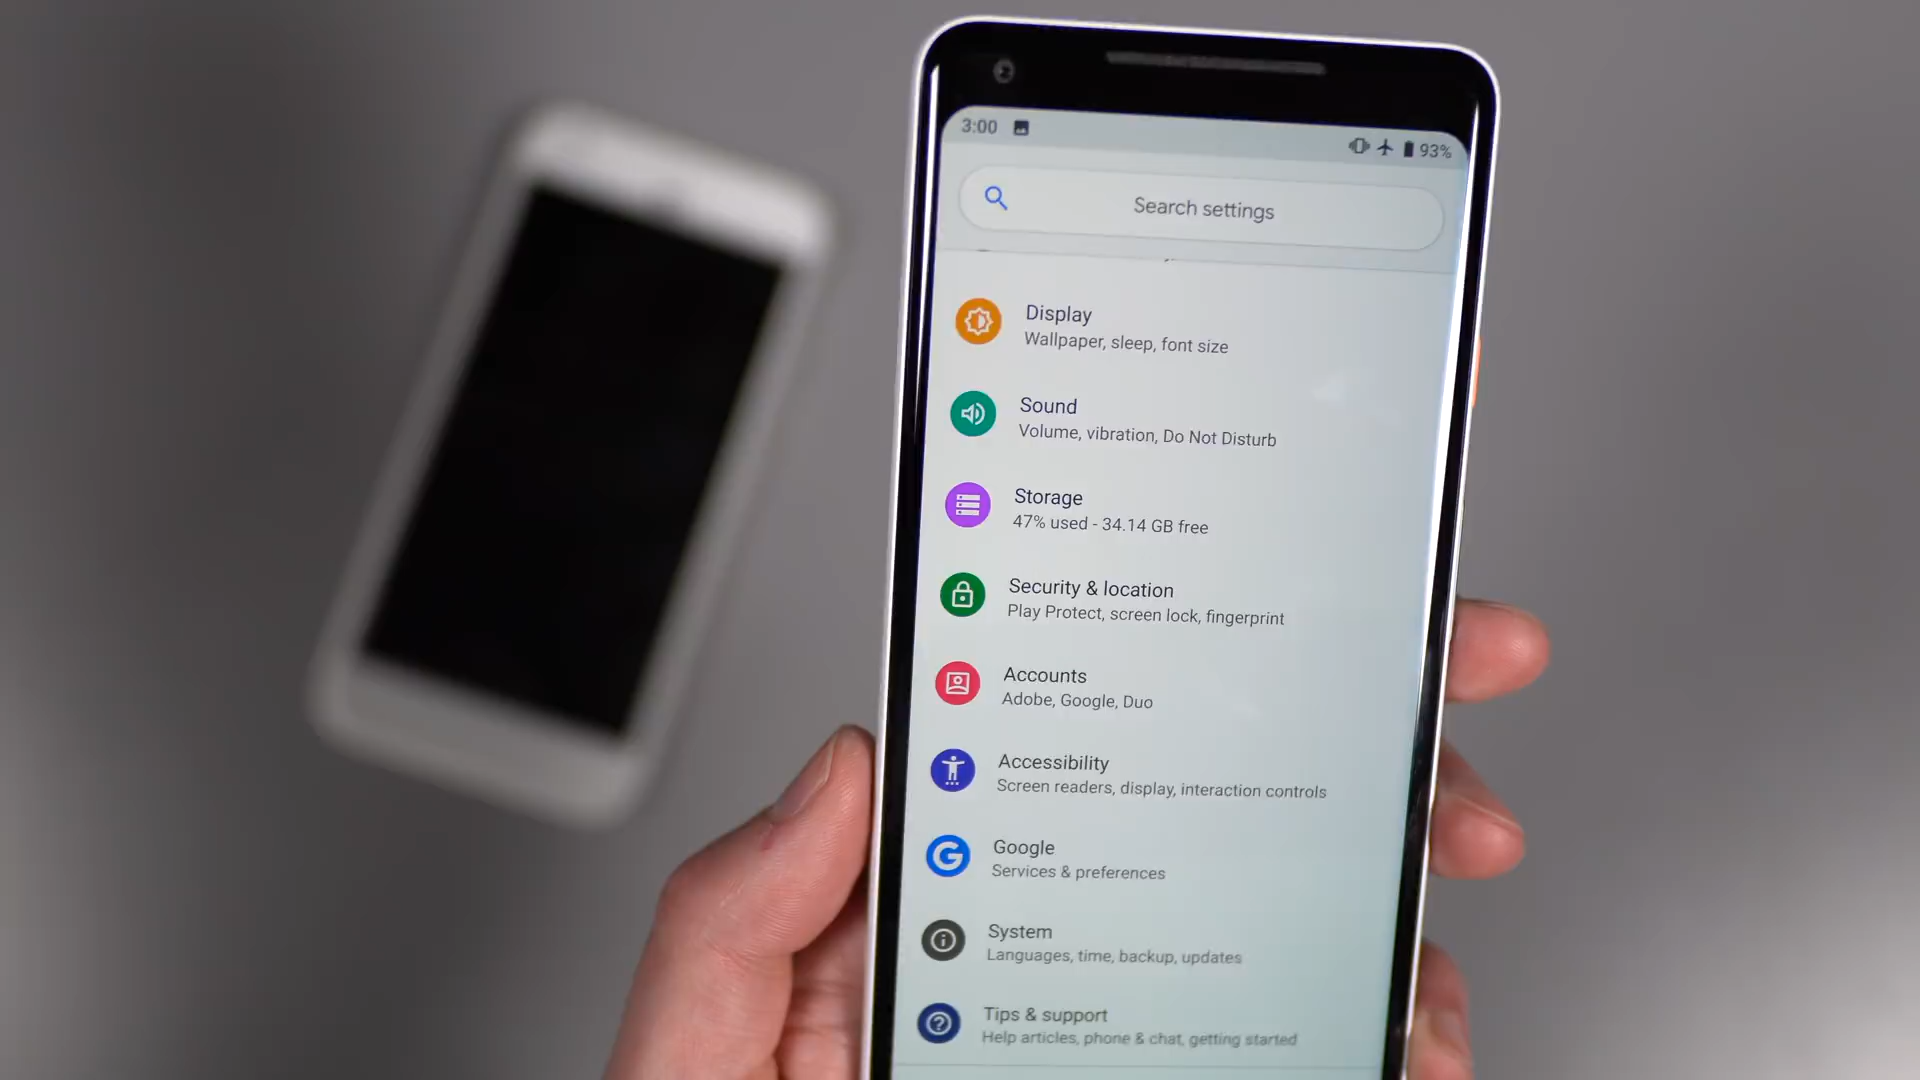 3:00
93%
Search settings
Display
Wallpaper, sleep, font size
Sound
Volume, vibration, Do Not Disturb
Storage
47% used - 34.14 GB free
Security & location
Play Protect, screen lock, fingerprint
Accounts
Adobe, Google, Duo
Accessibility
Screen readers, display, interaction controls
Google
Services & preferences
System
Languages, time, backup, updates
Tips & support
Help articles, phone & chat, getting started